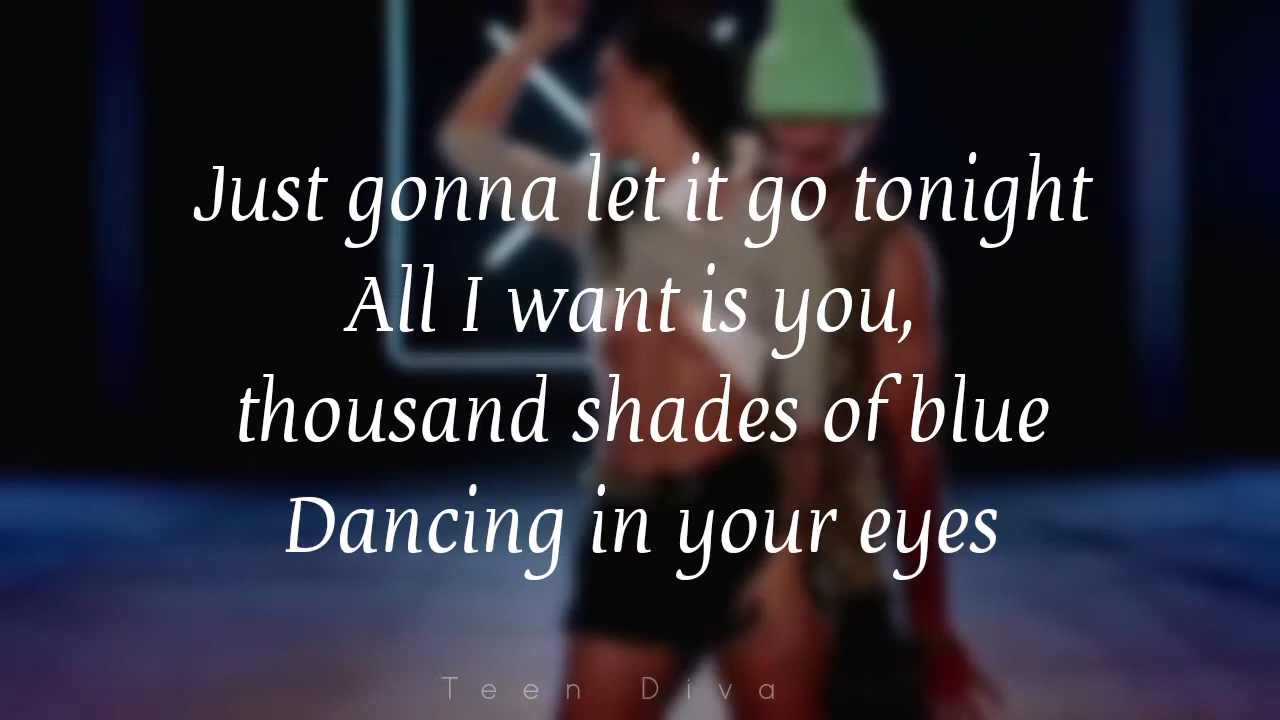 Just gonna let it go tonight
All I want is you,
thousand shades of blue
Dancing in your eyes
Teen Diva